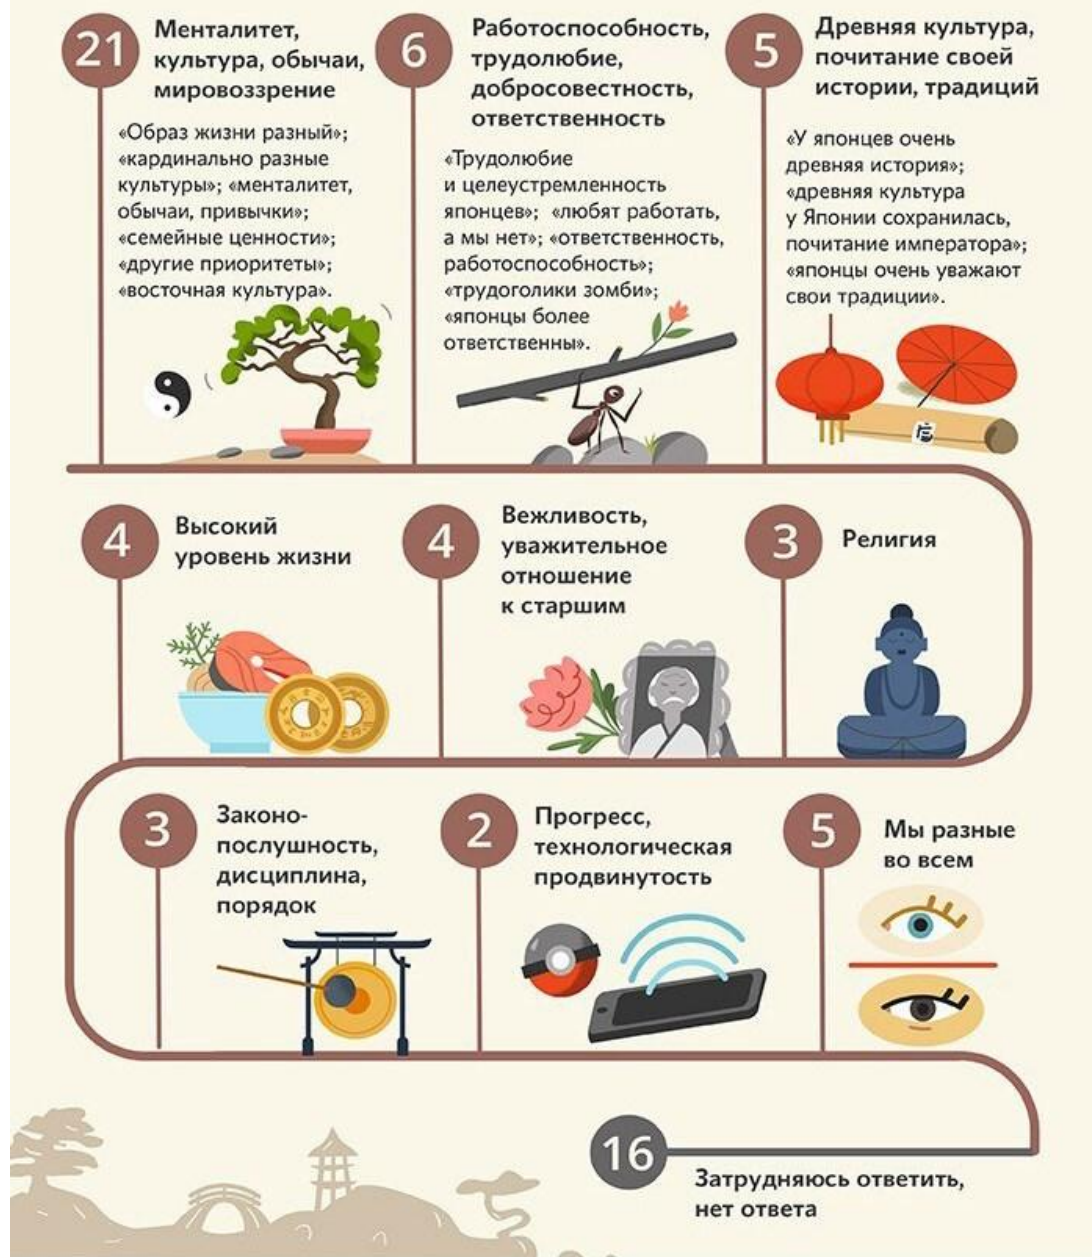 21
Менталитет,
культура, обычаи,
мировоззрение
«Образ жизни разный»;
«кардинально разные
культуры»; «менталитет,
обычаи, привычки»;
«семейные ценности»;
«другие приоритеты»;
«восточная культура».
6
Работоспособность,
трудолюбие,
добросовестность,
ответственность
«Трудолюбие
и целеустремленность
японцев»; «любят работать,
а мы нет»; «ответственность,
работоспособность»;
«трудоголики зомби»;
«японцы более
ответственны».
5
Древняя культура,
почитание своей
истории, традиций
«У японцев очень
древняя история»;
«древняя культура
у Японии сохранилась,
почитание императора»;
«японцы очень уважают
свои традиции».
4
Высокий
уровень жизни
4
Вежливость,
уважительное
отношение
к старшим
3
Религия
3
Законо-
послушность,
дисциплина,
порядок
2
Прогресс,
технологическая
продвинутость
5
Мы разные
во всем
16
Затрудняюсь ответить,
нет ответа